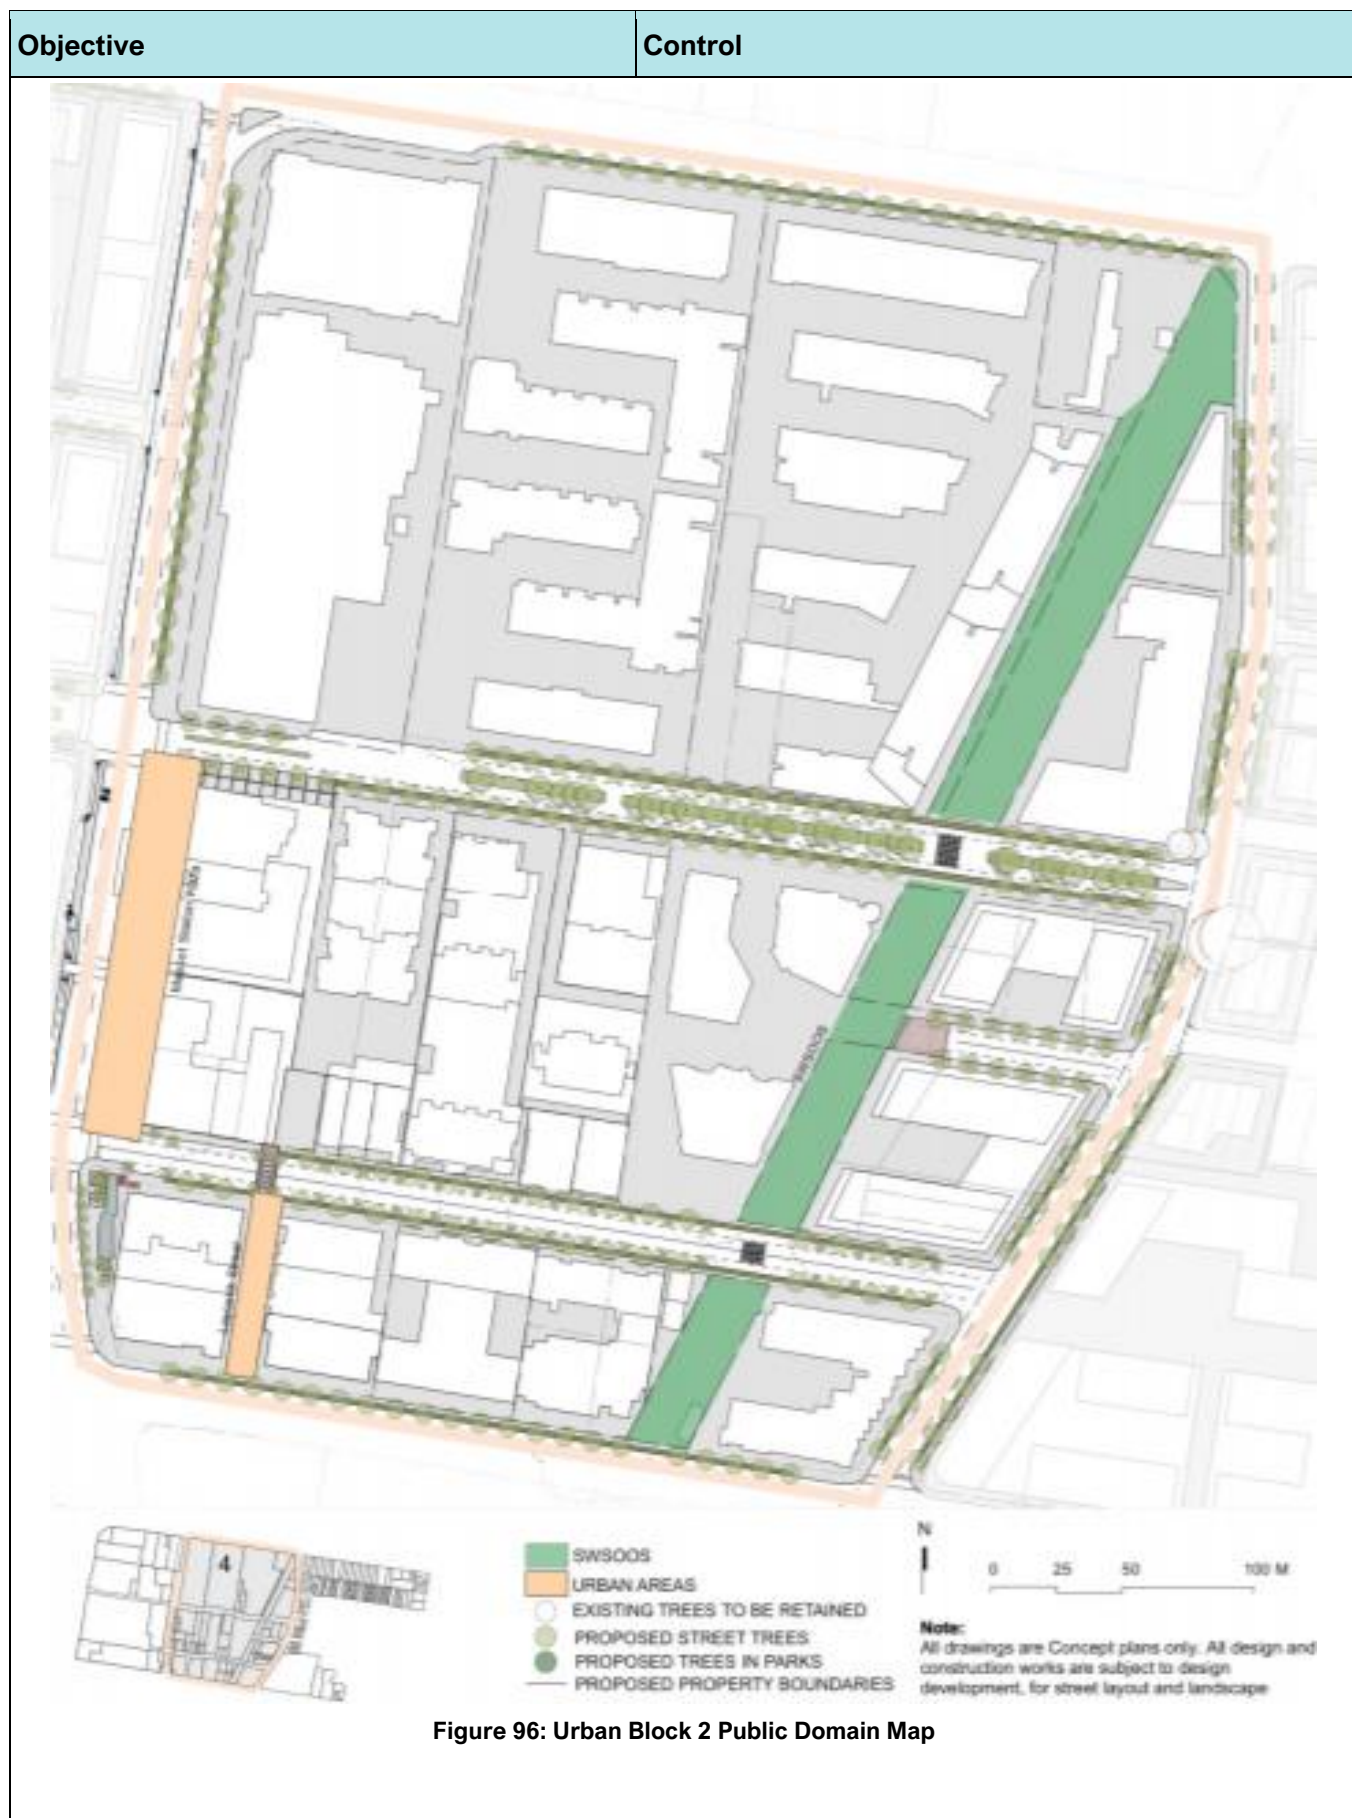 Objective
Control
4
SWSOOS
URBAN AREAS
EXISTING TREES TO BE RETAINED
PROPOSED STREET TREES
PROPOSED TREES IN PARKS
PROPOSED PROPERTY BOUNDARIES
N
0 25 50 100 M
Note:
All drawings are Concept plans only. All design and
construction works are subject to design
development, for street layout and landscape
Figure 96: Urban Block 2 Public Domain Map